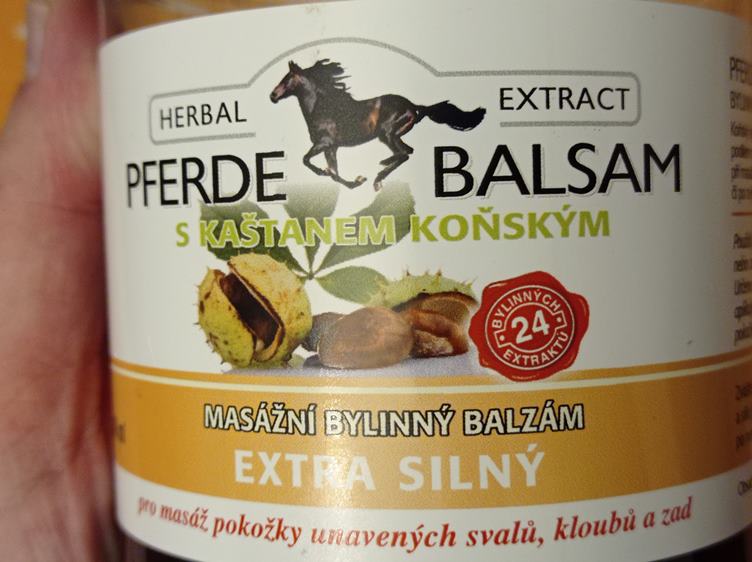 HERBAL EXTRACT
PFERDE BALSAM
S KAŠTANEM KOŇSKÝM
BYLINNÝCH
24
EXTRAKTŮ
MASÁŽNÍ BYLINNÝ BALZÁM
EXTRA SILNÝ
pro masáž pokožky unavených svalů, kloubů a zad